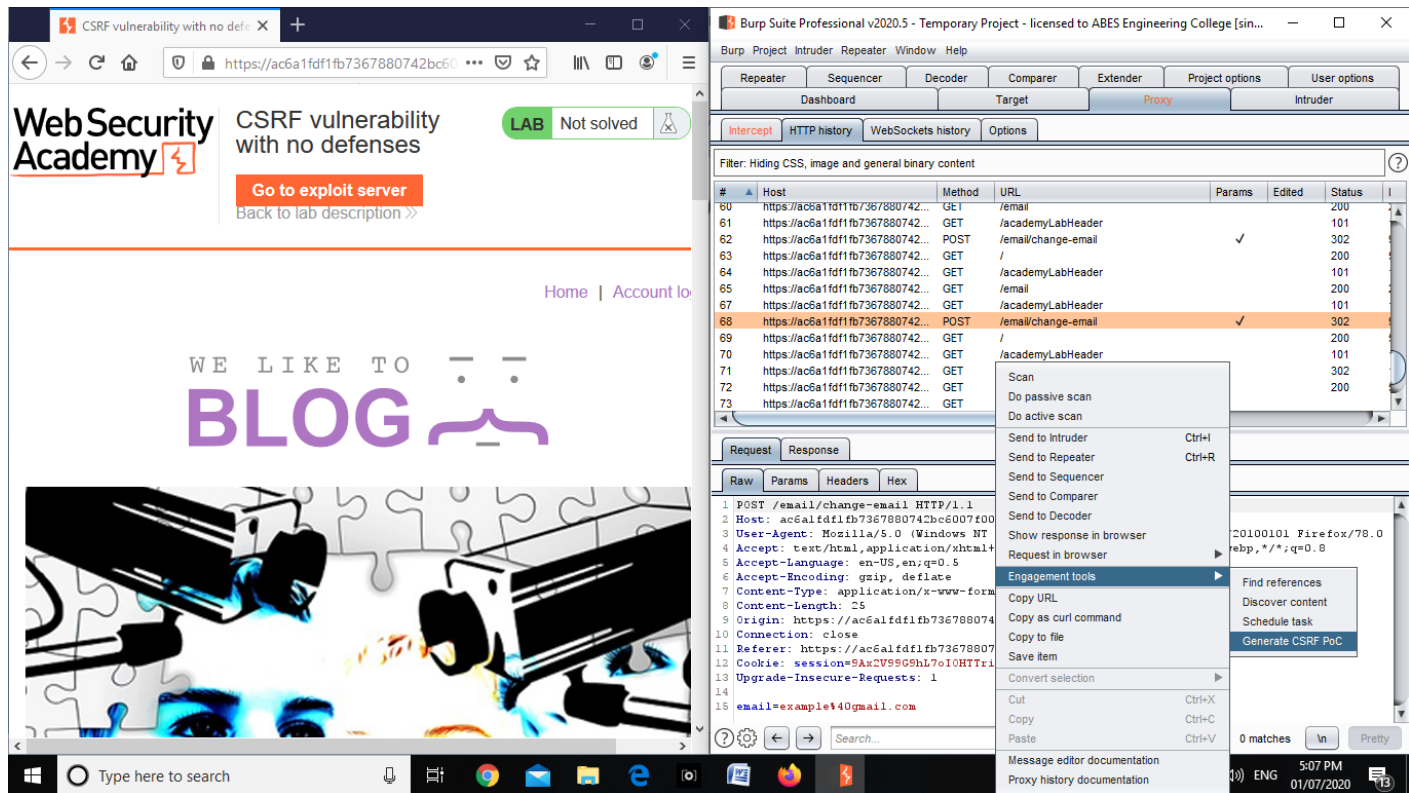 CSRF vulnerability with no defe
https://ac6a1fdf1fb7367880742bc60
Web Security
Academy
CSRF vulnerability
with no defenses
LAB Not solved
Go to exploit server
Back to lab description
Home | Account lo
WE LIKE TO
BLOG
Type here to search
Burp Suite Professional v2020.5 - Temporary Project - licensed to ABES Engineering College [sin...
Burp Project Intruder Repeater Window Help
Repeater Sequencer Decoder Comparer Extender Project options User options
Dashboard Target Proxy Intruder
Intercept HTTP history WebSockets history Options
Filter: Hiding CSS, image and general binary content
# Host Method URL Params Edited Status
60 https://ac6a1fdf1fb7367880742... GET /email 200
61 https://ac6a1fdf1fb7367880742... GET /academyLabHeader 101
62 https://ac6a1fdf1fb7367880742... POST /email/change-email ✓ 302
63 https://ac6a1fdf1fb7367880742... GET / 200
64 https://ac6a1fdf1fb7367880742... GET /academyLabHeader 101
65 https://ac6a1fdf1fb7367880742... GET /email 200
67 https://ac6a1fdf1fb7367880742... GET /academyLabHeader 101
68 https://ac6a1fdf1fb7367880742... POST /email/change-email ✓ 302
69 https://ac6a1fdf1fb7367880742... GET / 200
70 https://ac6a1fdf1fb7367880742... GET /academyLabHeader 101
71 https://ac6a1fdf1fb7367880742... GET 302
72 https://ac6a1fdf1fb7367880742... GET 200
73 https://ac6a1fdf1fb7367880742... GET
Request Response
Raw Params Headers Hex
1 POST /email/change-email HTTP/1.1
2 Host: ac6a1fdf1fb7367880742bc6007f00
3 User-Agent: Mozilla/5.0 (Windows NT /20100101 Firefox/78.0
4 Accept: text/html,application/xhtml+ ebp,*/*;q=0.8
5 Accept-Language: en-US,en;q=0.5
6 Accept-Encoding: gzip, deflate
7 Content-Type: application/x-www-form
8 Content-Length: 25
9 Origin: https://ac6a1fdf1fb736788074
10 Connection: close
11 Referer: https://ac6a1fdf1fb73678807
12 Cookie: session=9Ax2V99G9hL7oI0HTTri
13 Upgrade-Insecure-Requests: 1
14
15 email=example%40gmail.com
Search... 0 matches \n Pretty
Scan
Do passive scan
Do active scan
Send to Intruder Ctrl+I
Send to Repeater Ctrl+R
Send to Sequencer
Send to Comparer
Send to Decoder
Show response in browser
Request in browser
Engagement tools
Copy URL
Copy as curl command
Copy to file
Save item
Convert selection
Cut Ctrl+X
Copy Ctrl+C
Paste Ctrl+V
Message editor documentation
Proxy history documentation
Find references
Discover content
Schedule task
Generate CSRF PoC
ENG
5:07 PM
01/07/2020
13